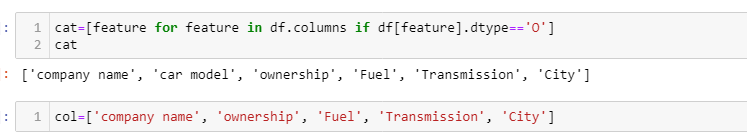 : 1 cat=[feature for feature in df.columns if df[feature].dtype=='O']
2 cat
: ['company name', 'car model', 'ownership', 'Fuel', 'Transmission', 'City']
: 1 col=['company name', 'ownership', 'Fuel', 'Transmission', 'City']